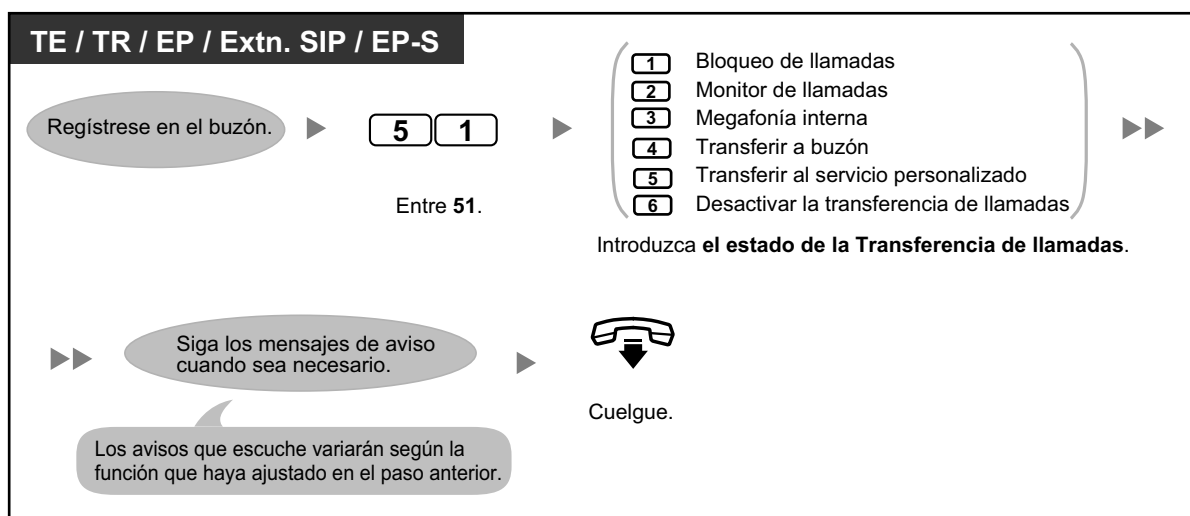 TE / TR / EP / Extn. SIP / EP-S
Regístrese en el buzón.
5 1
Entre 51.
1 Bloqueo de llamadas
2 Monitor de llamadas
3 Megafonía interna
4 Transferir a buzón
5 Transferir al servicio personalizado
6 Desactivar la transferencia de llamadas
Introduzca el estado de la Transferencia de llamadas.
Siga los mensajes de aviso
cuando sea necesario.
Los avisos que escuche variarán según la
función que haya ajustado en el paso anterior.
Cuelgue.